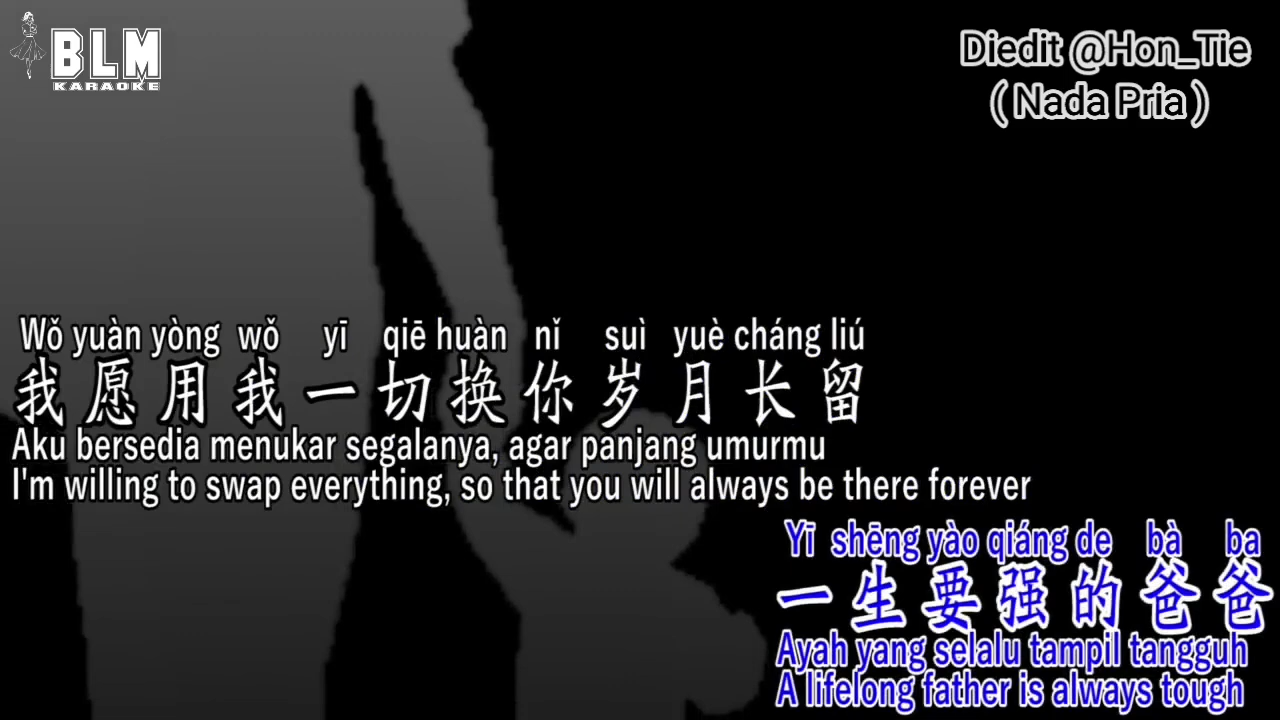 BLM
KARAOKE
Diedit @Hon_Tie
( Nada Pria )
Wǒ yuàn yòng wǒ yī qiē huàn nǐ suì yuè cháng liú
我愿用我一切换你岁月长留
Aku bersedia menukar segalanya, agar panjang umurmu
I'm willing to swap everything, so that you will always be there forever
Yī shēng yào qiáng de bà ba
一生要强的爸爸
Ayah yang selalu tampil tangguh
A lifelong father is always tough